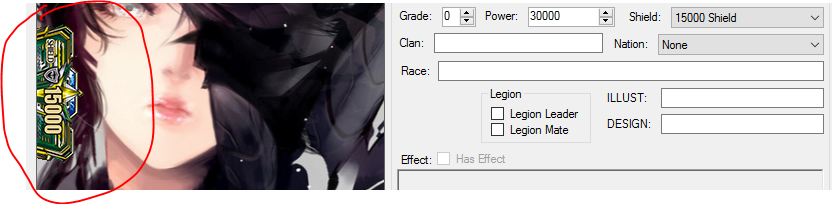 Grade: 0 Power: 30000 Shield: 15000 Shield
Clan: Nation: None
Race:
Legion
Legion Leader
Legion Mate
ILLUST:
DESIGN:
Effect: Has Effect
SHIELD
15000